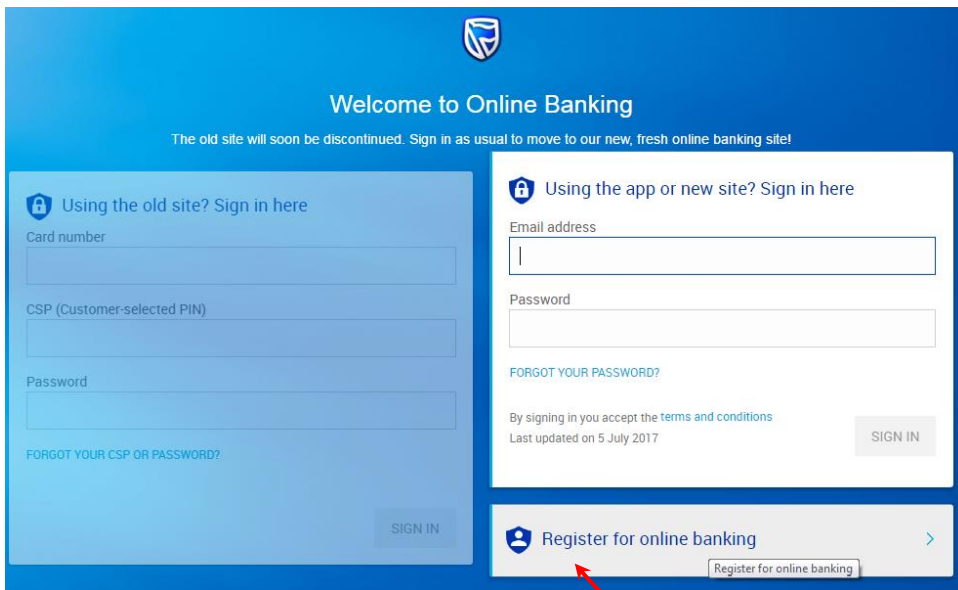 Welcome to Online Banking
The old site will soon be discontinued. Sign in as usual to move to our new, fresh online banking site!
Using the old site? Sign in here
Card number
CSP (Customer-selected PIN)
Password
FORGOT YOUR CSP OR PASSWORD?
SIGN IN
Using the app or new site? Sign in here
Email address
Password
FORGOT YOUR PASSWORD?
By signing in you accept the terms and conditions
Last updated on 5 July 2017
SIGN IN
Register for online banking
Register for online banking